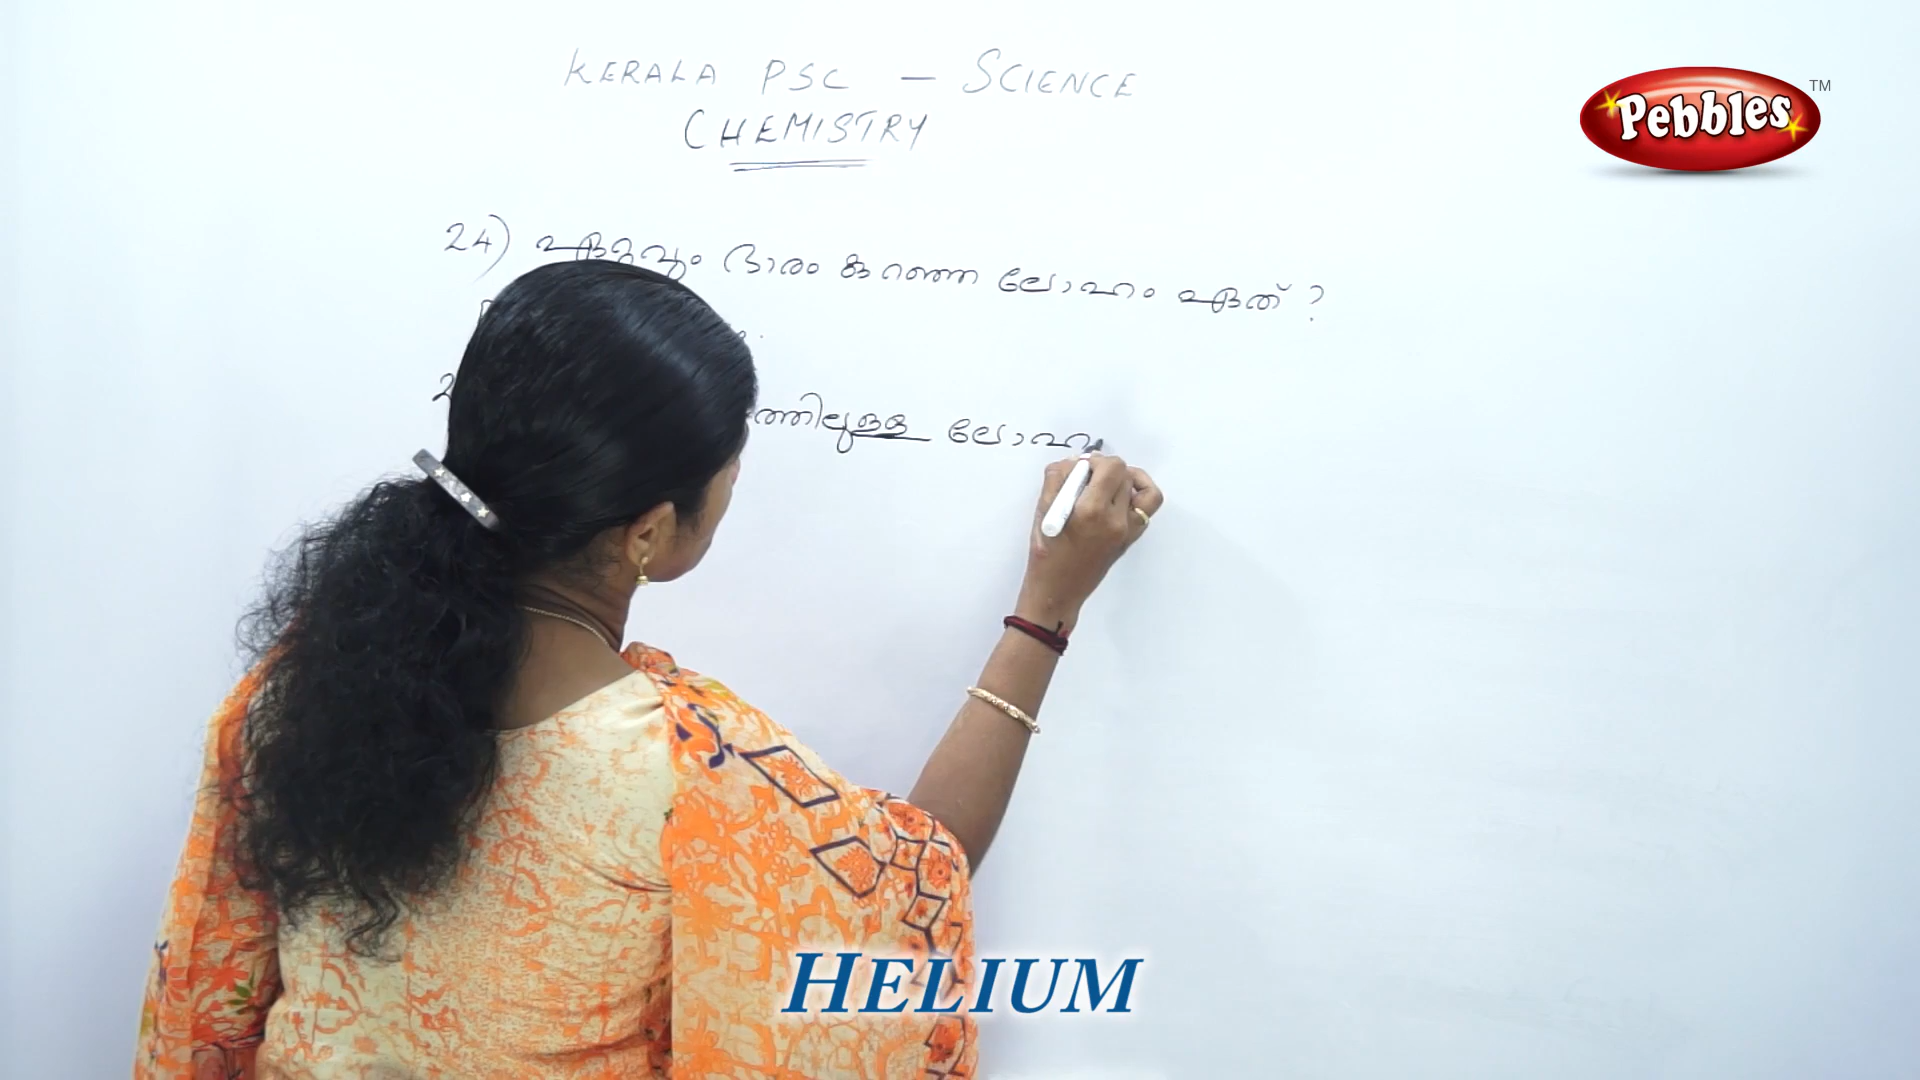 KERALA PSC – SCIENCE
CHEMISTRY
Pebbles TM
24) ഏറ്റവും ഭാരം കുറഞ്ഞ ലോഹം ഏത് ?
ലോഹ
HELIUM